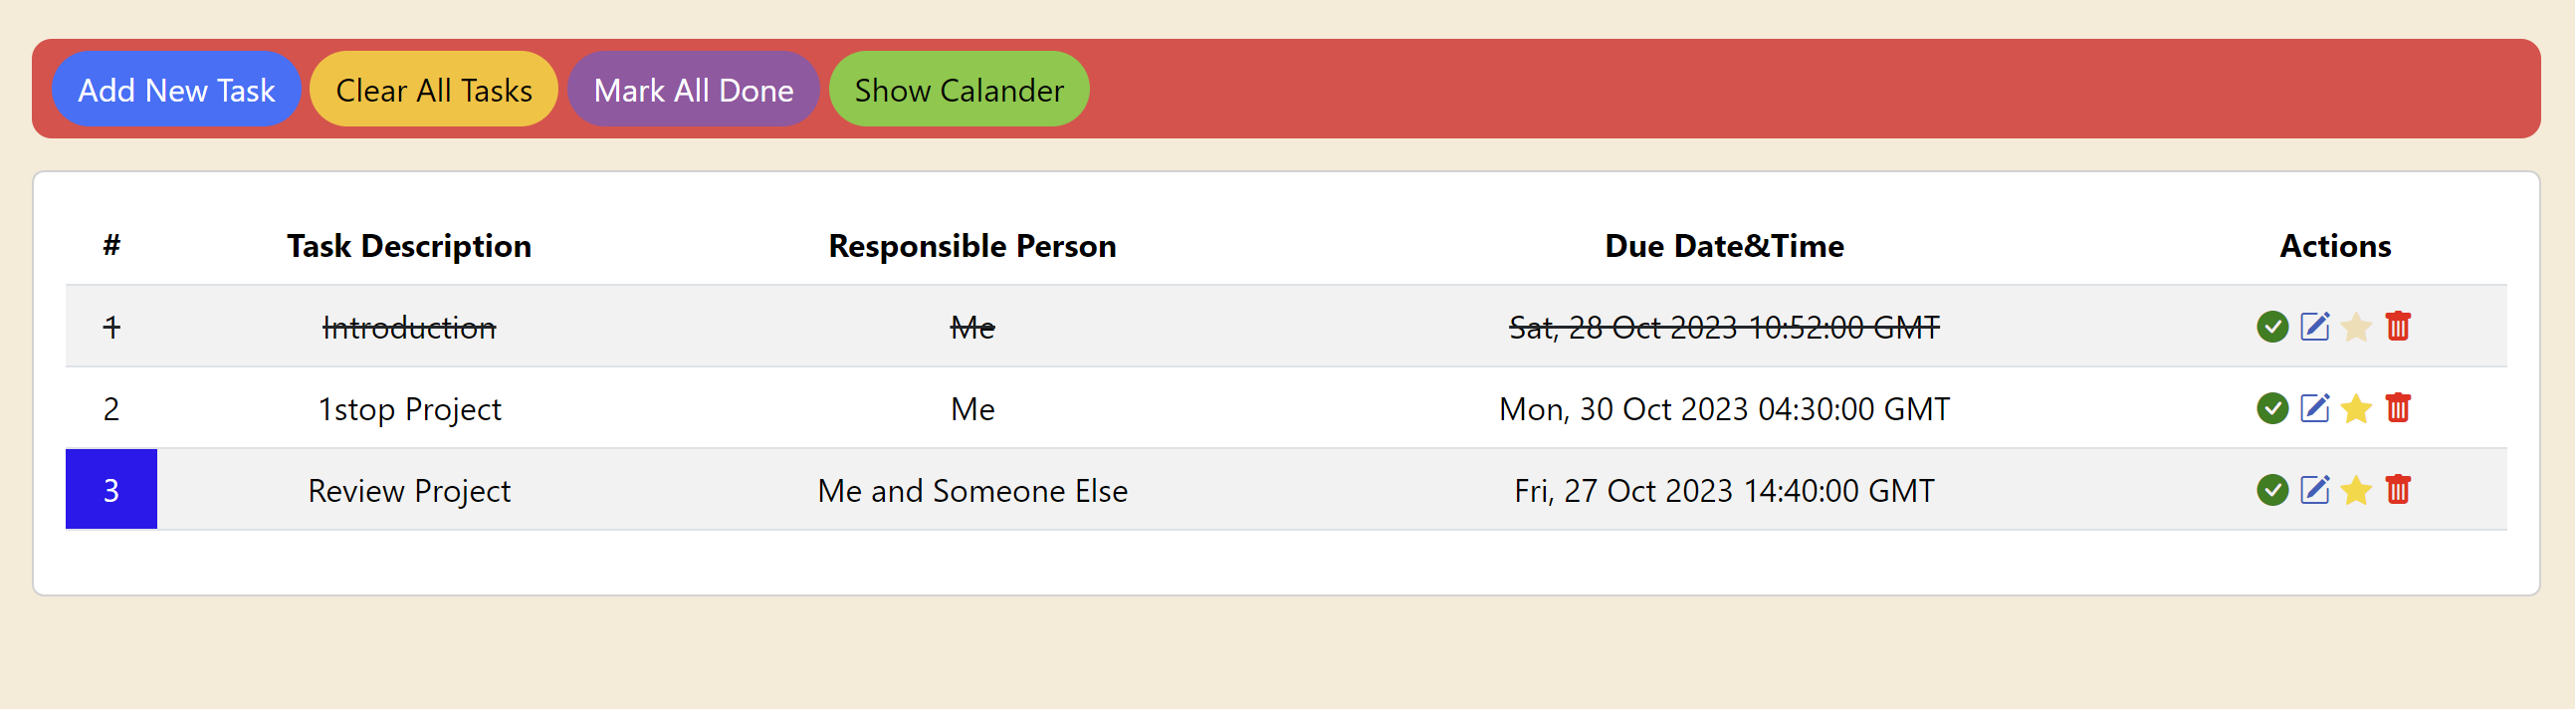 Add New Task Clear All Tasks Mark All Done Show Calander
# Task Description Responsible Person Due Date&Time Actions
1 Introduction Me Sat, 28 Oct 2023 10:52:00 GMT
2 1stop Project Me Mon, 30 Oct 2023 04:30:00 GMT
3 Review Project Me and Someone Else Fri, 27 Oct 2023 14:40:00 GMT